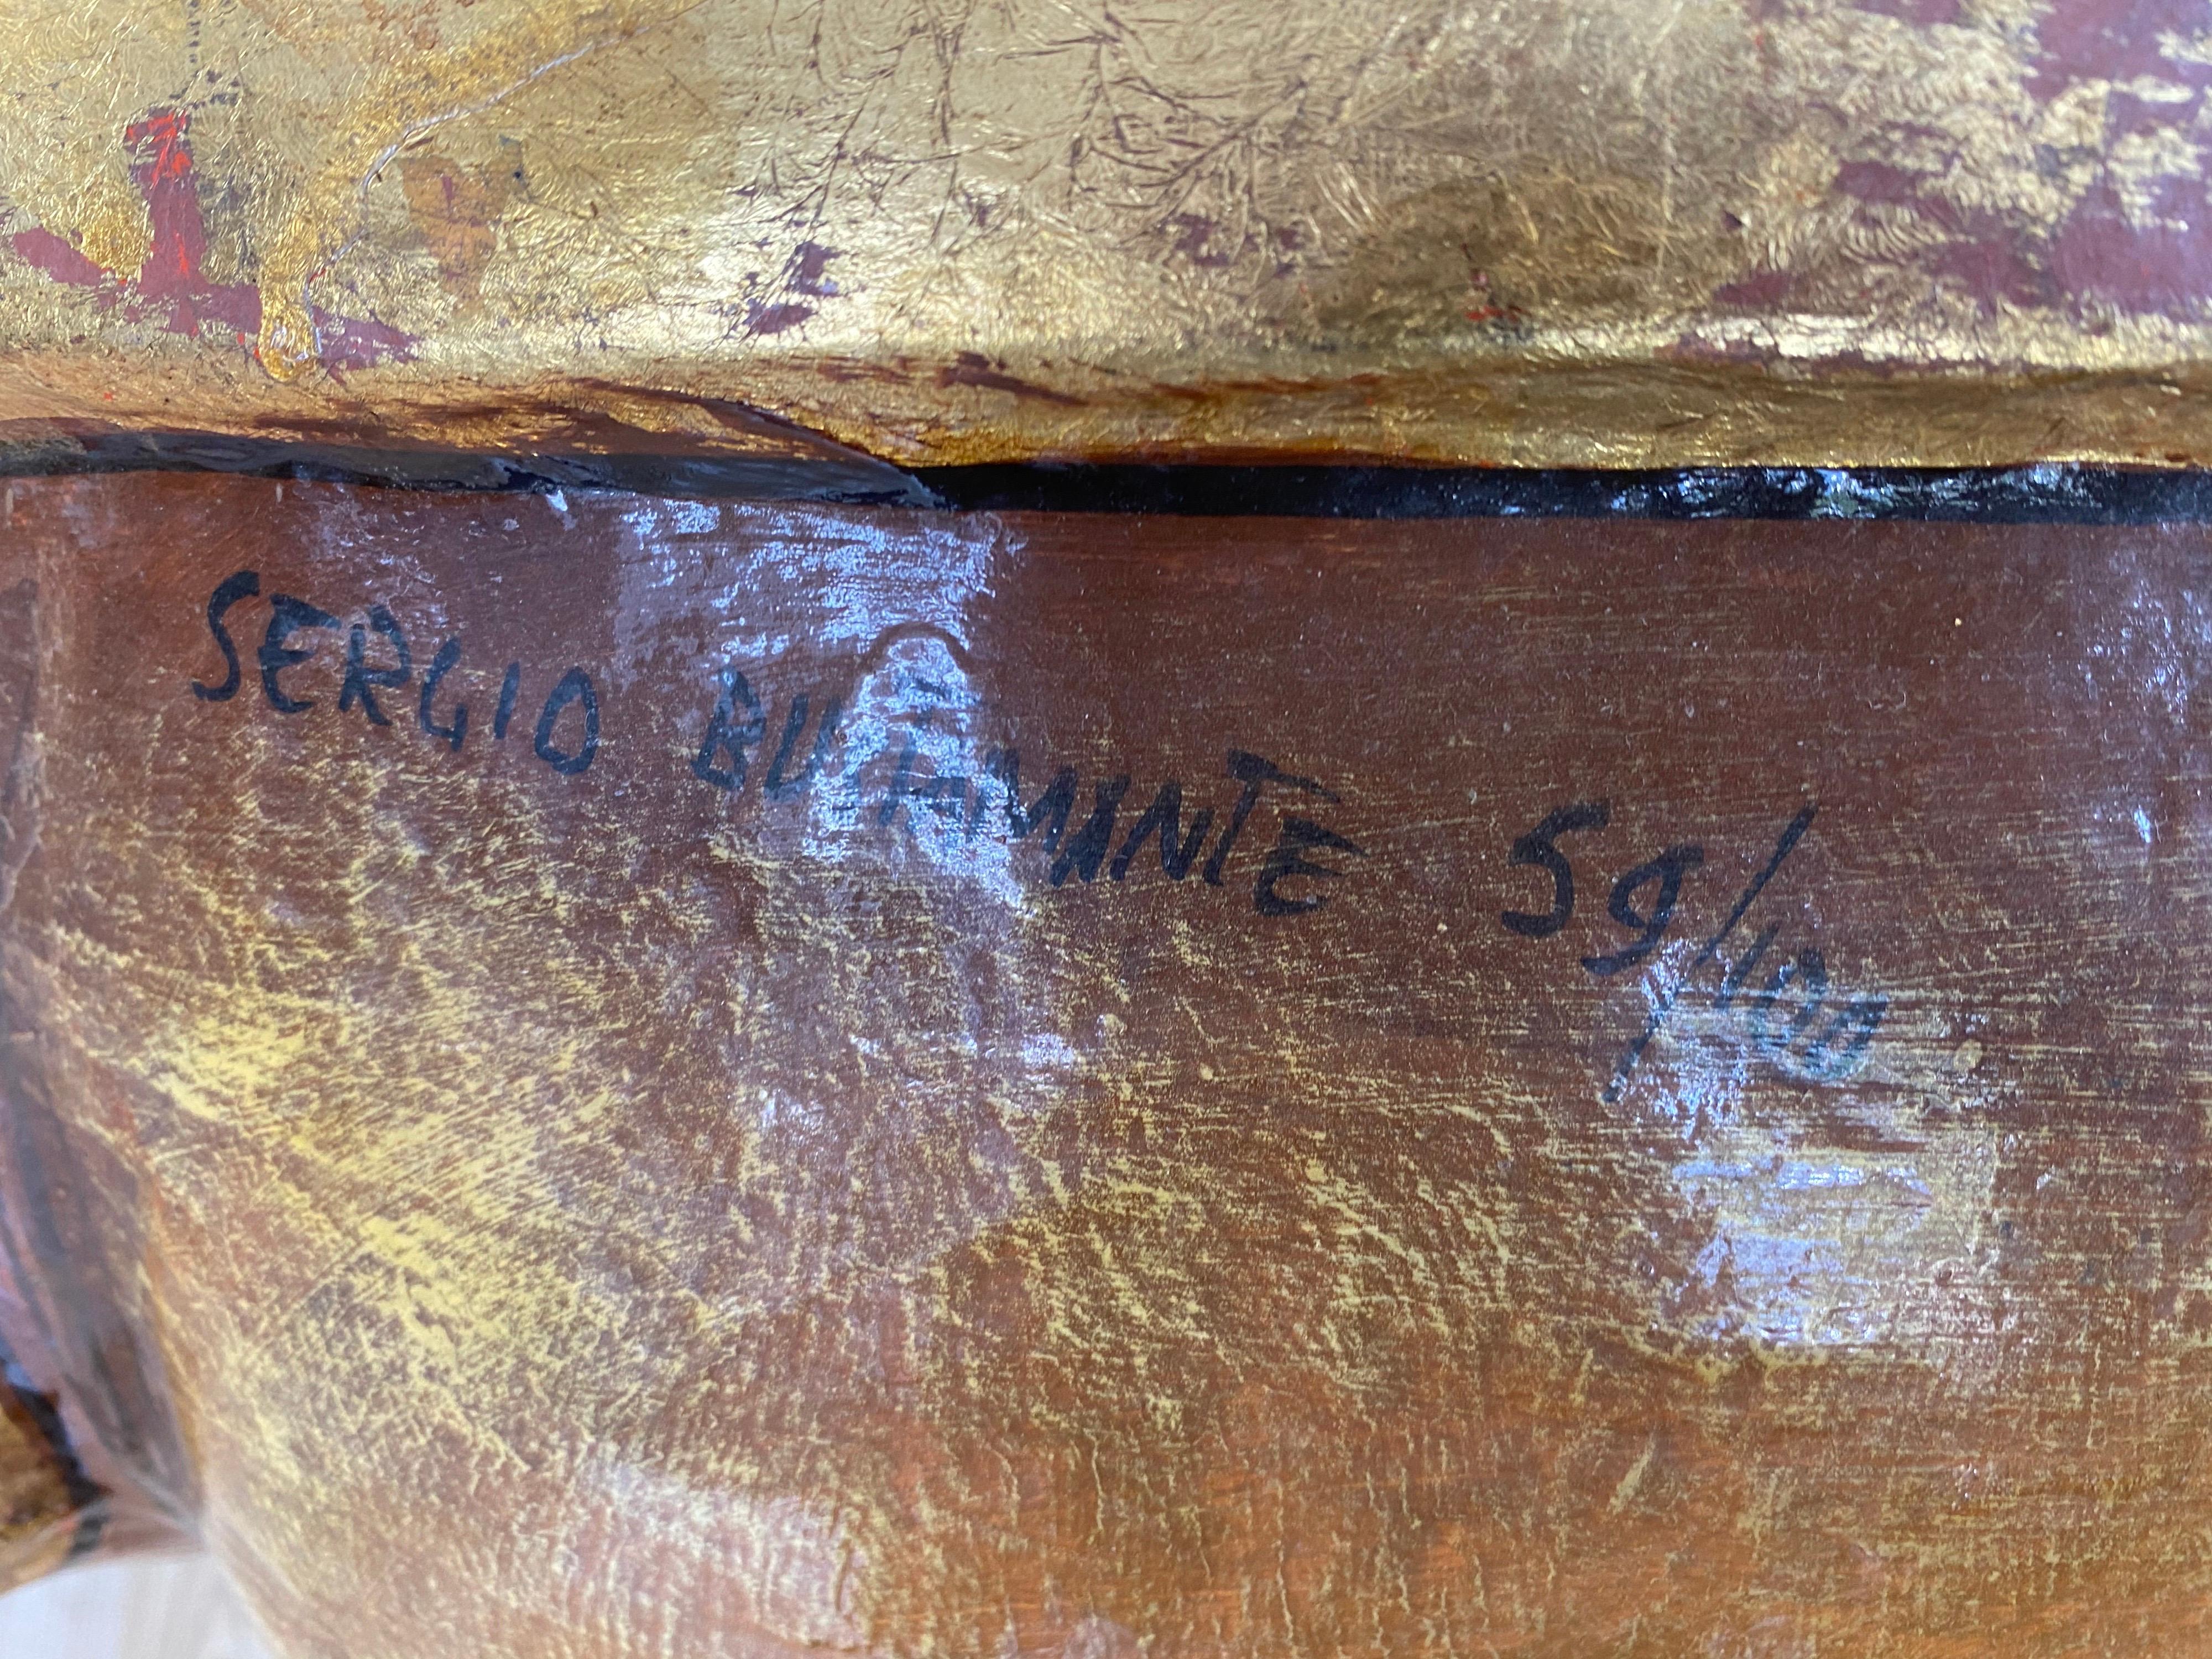 SERGIO BUSTAMANTE 59/100